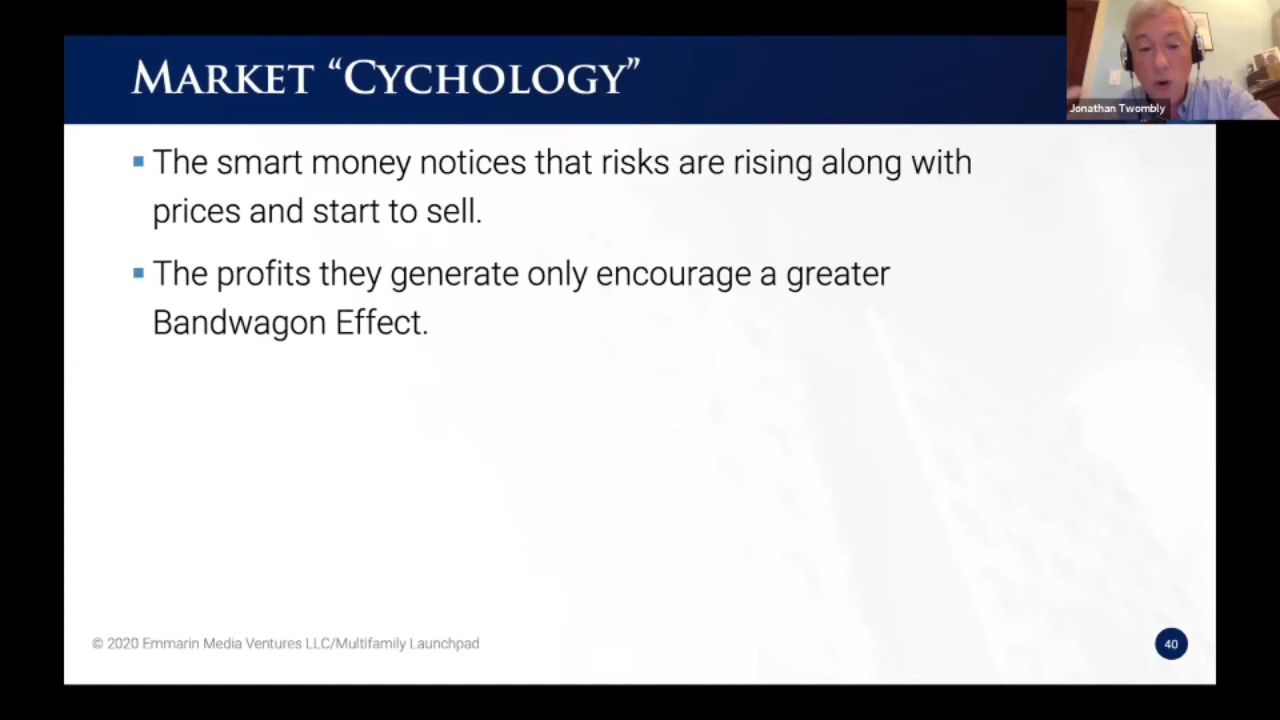 MARKET “CYCHOLOGY”
Jonathan Twombly
▪ The smart money notices that risks are rising along with
prices and start to sell.
▪ The profits they generate only encourage a greater
Bandwagon Effect.
© 2020 Emmarin Media Ventures LLC/Multifamily Launchpad
40